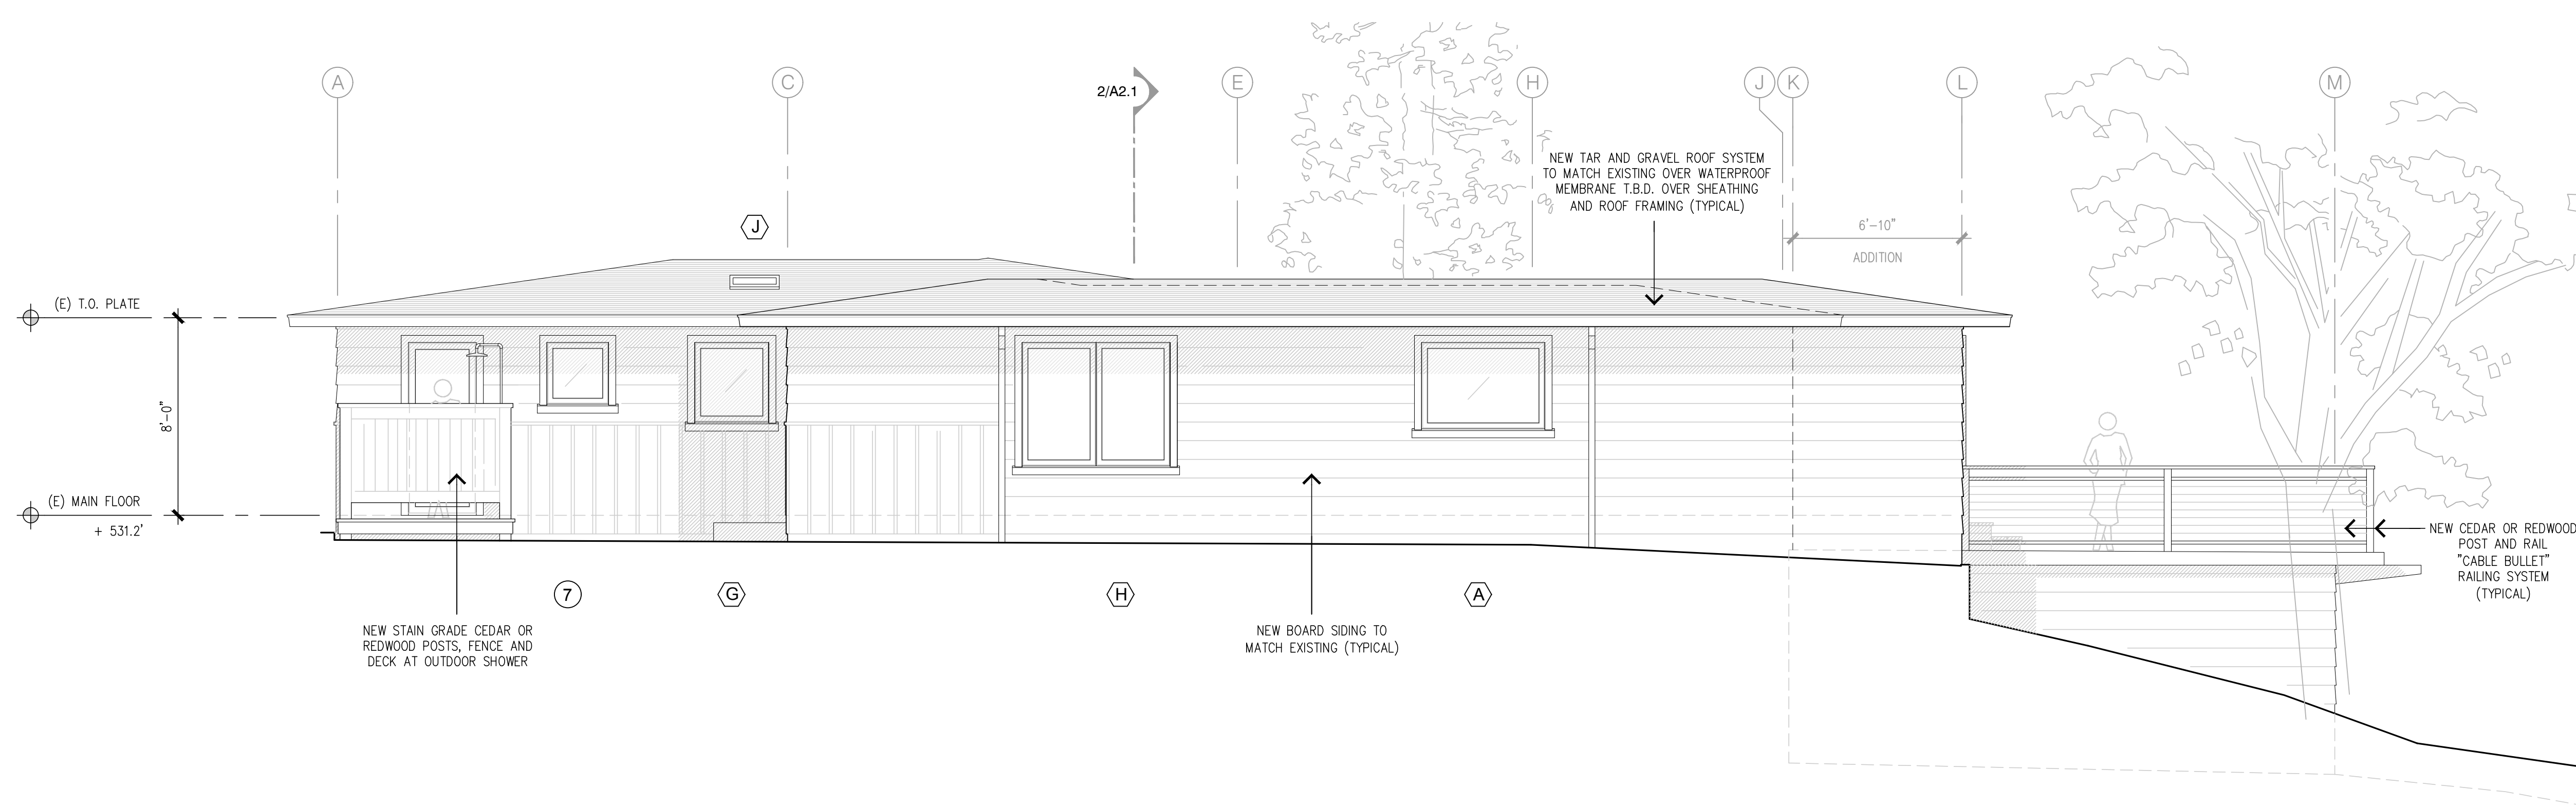 A
C
2/A2.1
E
H
J
K
L
M
NEW TAR AND GRAVEL ROOF SYSTEM
TO MATCH EXISTING OVER WATERPROOF
MEMBRANE T.B.D. OVER SHEATHING
AND ROOF FRAMING (TYPICAL)
J
6'-10"
ADDITION
(E) T.O. PLATE
8'-0"
(E) MAIN FLOOR
+ 531.2'
NEW CEDAR OR REDWOOD
POST AND RAIL
"CABLE BULLET"
RAILING SYSTEM
(TYPICAL)
7
G
H
A
NEW STAIN GRADE CEDAR OR
REDWOOD POSTS, FENCE AND
DECK AT OUTDOOR SHOWER
NEW BOARD SIDING TO
MATCH EXISTING (TYPICAL)